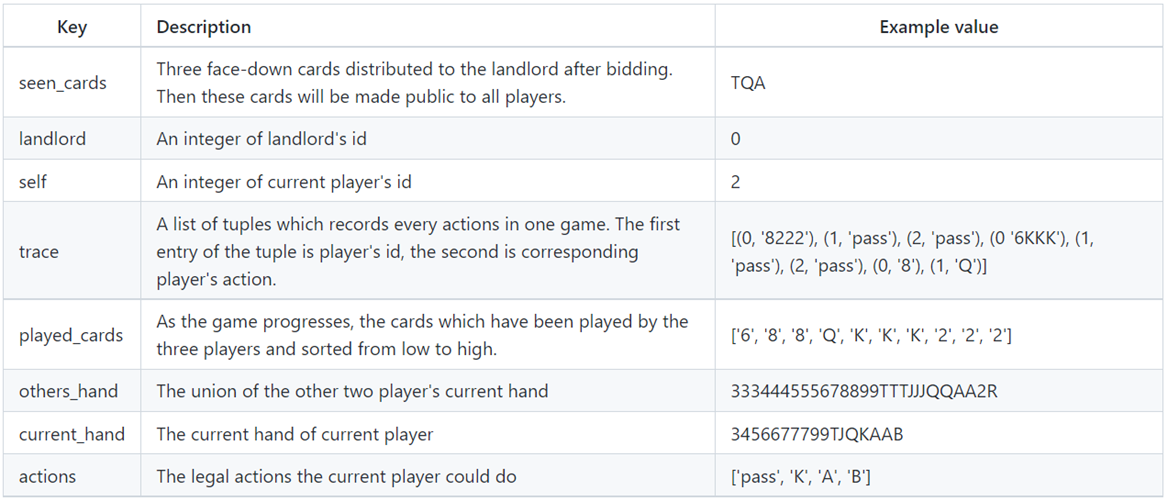 Key Description Example value
seen_cards Three face-down cards distributed to the landlord after bidding. TQA
Then these cards will be made public to all players.
landlord An integer of landlord's id 0
self An integer of current player's id 2
trace A list of tuples which records every actions in one game. The first [(0, '8222'), (1, 'pass'), (2, 'pass'), (0 '6KKK'), (1,
entry of the tuple is player's id, the second is corresponding 'pass'), (2, 'pass'), (0, '8'), (1, 'Q')]
player's action.
played_cards As the game progresses, the cards which have been played by the ['6', '8', '8', 'Q', 'K', 'K', 'K', '2', '2', '2']
three players and sorted from low to high.
others_hand The union of the other two player's current hand 333444555678899TTTJJJQQAA2R
current_hand The current hand of current player 3456677799TJQKAAB
actions The legal actions the current player could do ['pass', 'K', 'A', 'B']